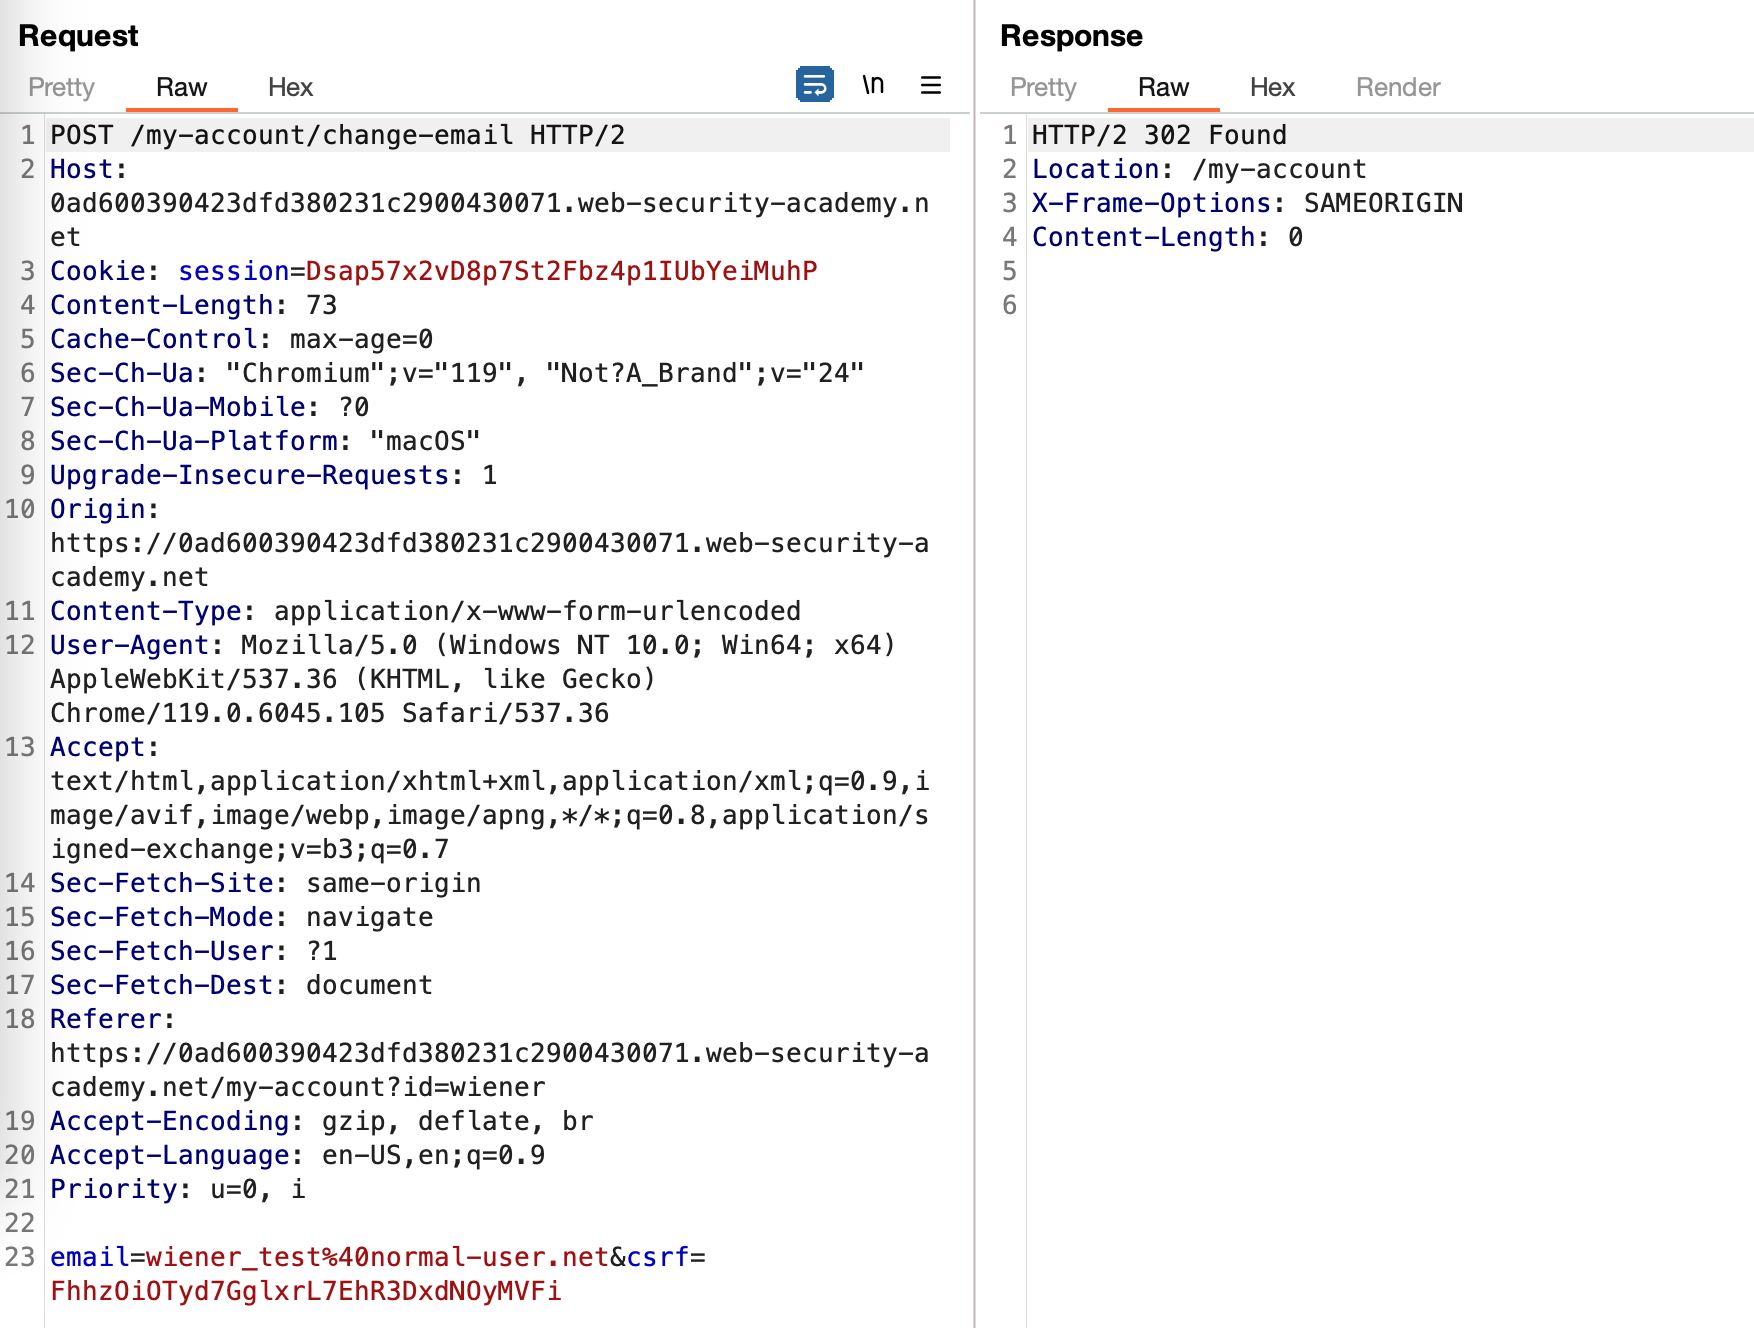 Request
Pretty Raw Hex \n
1 POST /my-account/change-email HTTP/2
2 Host:
0ad600390423dfd380231c2900430071.web-security-academy.n
et
3 Cookie: session=Dsap57x2vD8p7St2Fbz4p1IUbYeiMuhP
4 Content-Length: 73
5 Cache-Control: max-age=0
6 Sec-Ch-Ua: "Chromium";v="119", "Not?A_Brand";v="24"
7 Sec-Ch-Ua-Mobile: ?0
8 Sec-Ch-Ua-Platform: "macOS"
9 Upgrade-Insecure-Requests: 1
10 Origin:
https://0ad600390423dfd380231c2900430071.web-security-a
cademy.net
11 Content-Type: application/x-www-form-urlencoded
12 User-Agent: Mozilla/5.0 (Windows NT 10.0; Win64; x64)
AppleWebKit/537.36 (KHTML, like Gecko)
Chrome/119.0.6045.105 Safari/537.36
13 Accept:
text/html,application/xhtml+xml,application/xml;q=0.9,i
mage/avif,image/webp,image/apng,*/*;q=0.8,application/s
igned-exchange;v=b3;q=0.7
14 Sec-Fetch-Site: same-origin
15 Sec-Fetch-Mode: navigate
16 Sec-Fetch-User: ?1
17 Sec-Fetch-Dest: document
18 Referer:
https://0ad600390423dfd380231c2900430071.web-security-a
cademy.net/my-account?id=wiener
19 Accept-Encoding: gzip, deflate, br
20 Accept-Language: en-US,en;q=0.9
21 Priority: u=0, i
22
23 email=wiener_test%40normal-user.net&csrf=
FhhzOiOTyd7GglxrL7EhR3DxdNOyMVFi
Response
Pretty Raw Hex Render
1 HTTP/2 302 Found
2 Location: /my-account
3 X-Frame-Options: SAMEORIGIN
4 Content-Length: 0
5
6